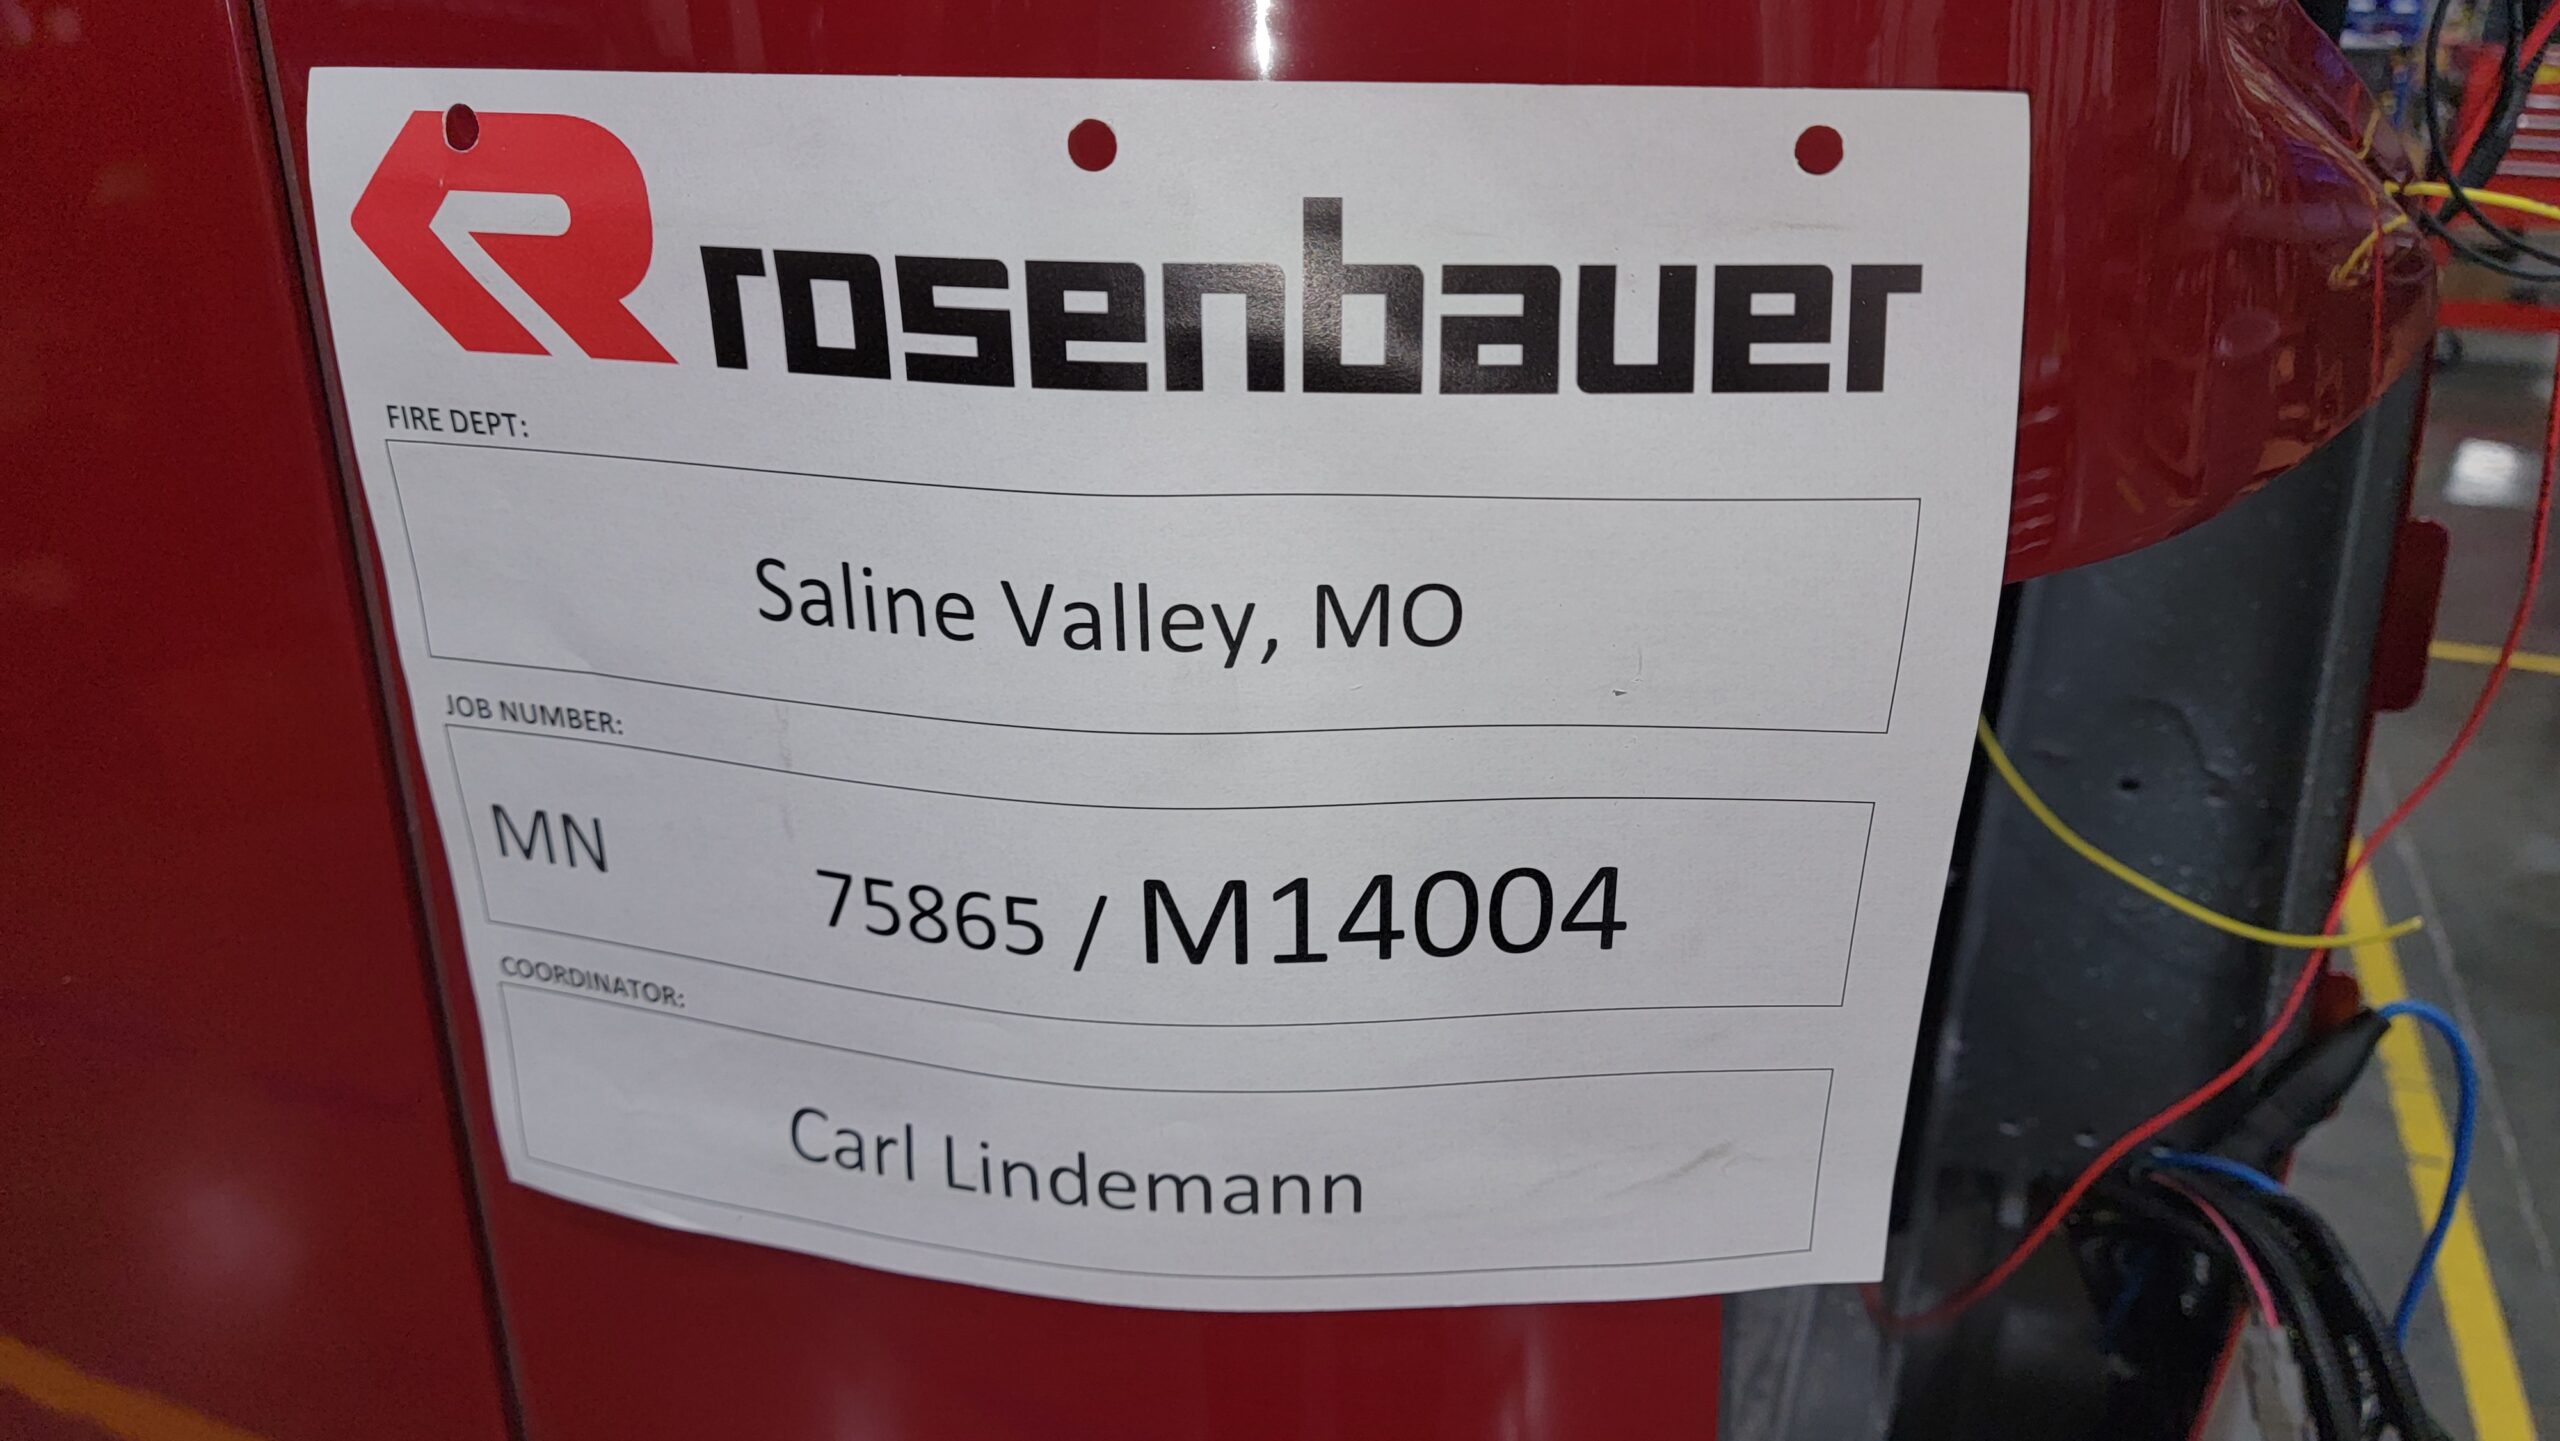 rosenbauer
FIRE DEPT:
Saline Valley, MO
JOB NUMBER:
MN 75865 / M14004
COORDINATOR:
Carl Lindemann